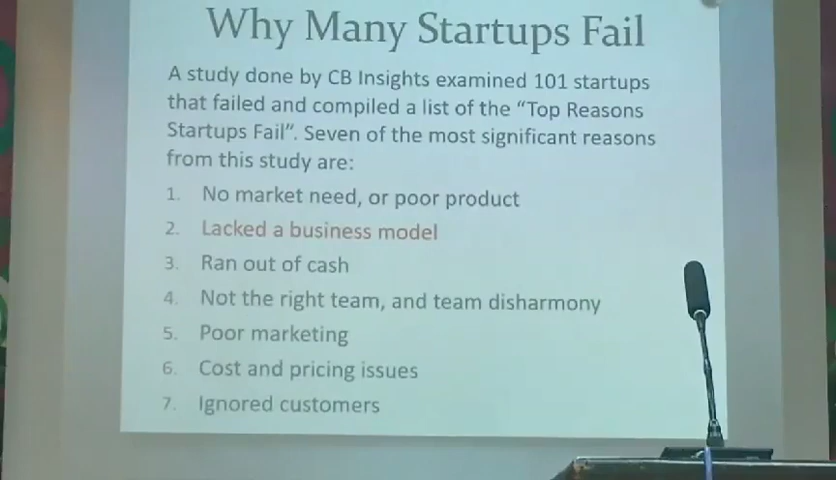 Why Many Startups Fail
A study done by CB Insights examined 101 startups
that failed and compiled a list of the “Top Reasons
Startups Fail”. Seven of the most significant reasons
from this study are:
1. No market need, or poor product
2. Lacked a business model
3. Ran out of cash
4. Not the right team, and team disharmony
5. Poor marketing
6. Cost and pricing issues
7. Ignored customers